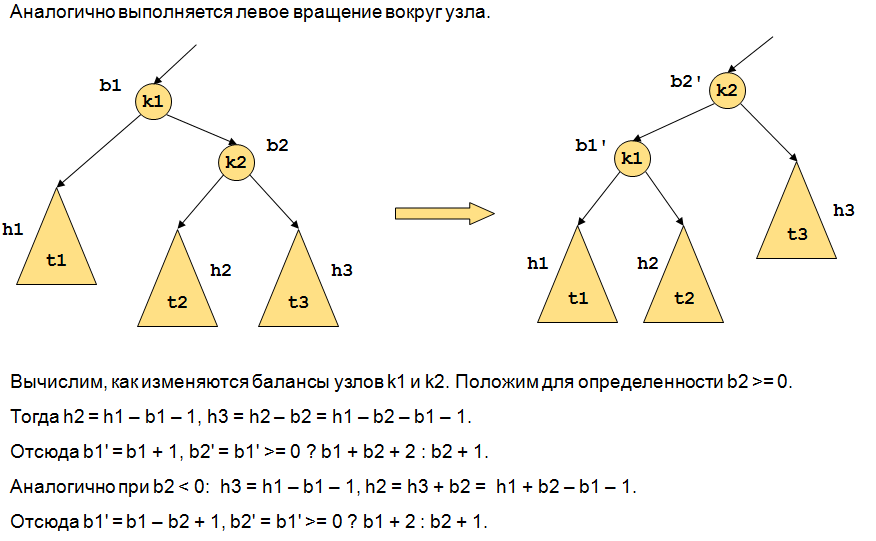 Аналогично выполняется левое вращение вокруг узла.
b1
k1
b2
k2
h1
t1
h2
t2
h3
t3
b2'
k2
b1'
k1
h3
t3
h1
t1
h2
t2
Вычислим, как изменяются балансы узлов k1 и k2. Положим для определенности b2 >= 0.
Тогда h2 = h1 – b1 – 1, h3 = h2 – b2 = h1 – b2 – b1 – 1.
Отсюда b1' = b1 + 1, b2' = b1' >= 0 ? b1 + b2 + 2 : b2 + 1.
Аналогично при b2 < 0: h3 = h1 – b1 – 1, h2 = h3 + b2 = h1 + b2 – b1 – 1.
Отсюда b1' = b1 – b2 + 1, b2' = b1' >= 0 ? b1 + 2 : b2 + 1.